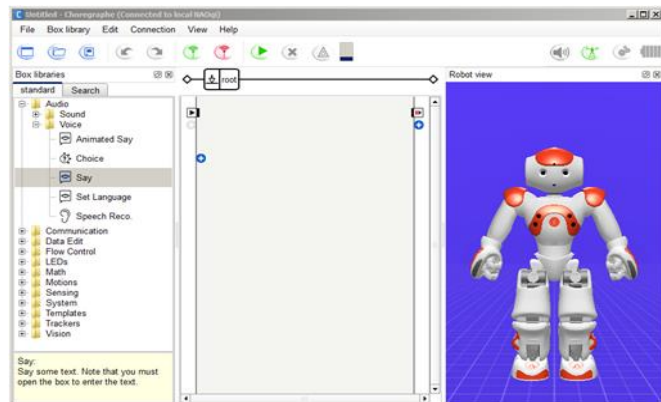 Untitled - Choregraphe (Connected to local NAOqi)
File Box library Edit Connection View Help
Box libraries
root
Robot view
standard Search
Audio
Sound
Voice
Animated Say
Choice
Say
Set Language
Speech Reco.
Communication
Data Edit
Flow Control
LEDs
Math
Motions
Sensing
System
Templates
Trackers
Vision
Say:
Say some text. Note that you must
open the box to enter the text.